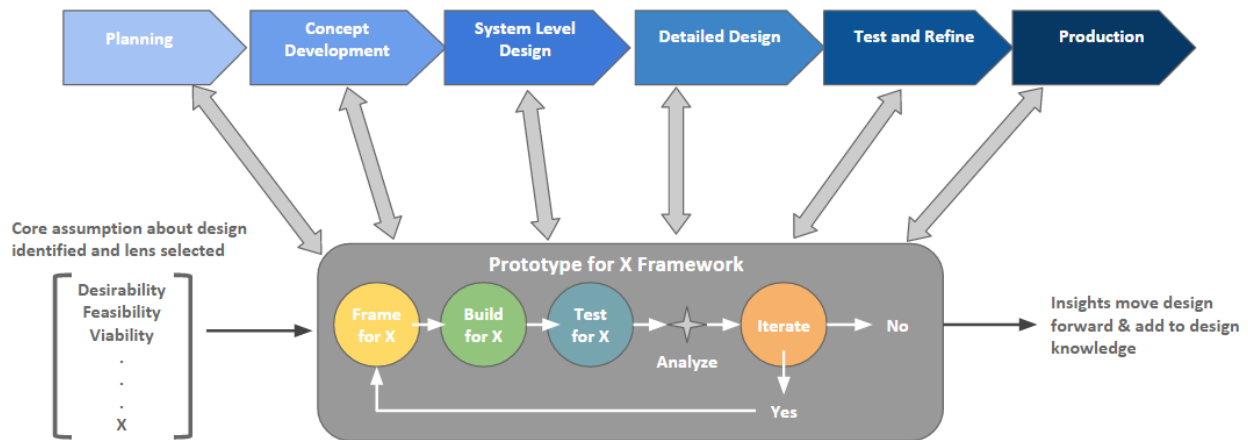 Planning
Concept
Development
System Level
Design
Detailed Design
Test and Refine
Production
Core assumption about design
identified and lens selected
Desirability
Feasibility
Viability
.
.
.
X
Prototype for X Framework
Frame
for X
Build
for X
Test
for X
Analyze
Iterate
No
Yes
Insights move design
forward & add to design
knowledge